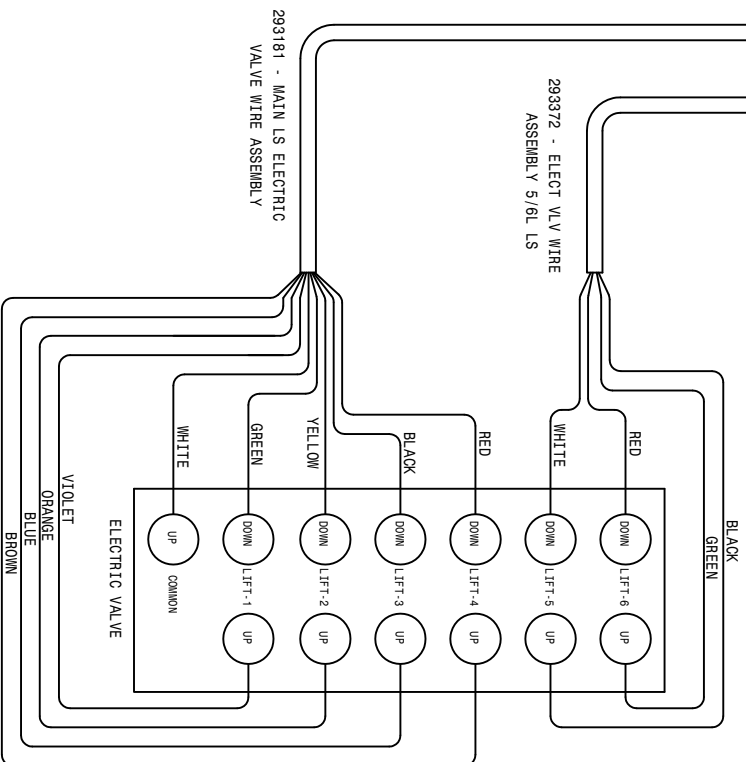 293181 - MAIN LS ELECTRIC
VALVE WIRE ASSEMBLY
293372 - ELECT VLV WIRE
ASSEMBLY 5/6L LS
BLACK
GREEN
RED
WHITE
RED
BLACK
YELLOW
GREEN
WHITE
VIOLET
ORANGE
BLUE
BROWN
ELECTRIC VALVE
DOWN
LIFT-6
UP
DOWN
LIFT-5
UP
DOWN
LIFT-4
UP
DOWN
LIFT-3
UP
DOWN
LIFT-2
UP
DOWN
LIFT-1
UP
UP
COMMON